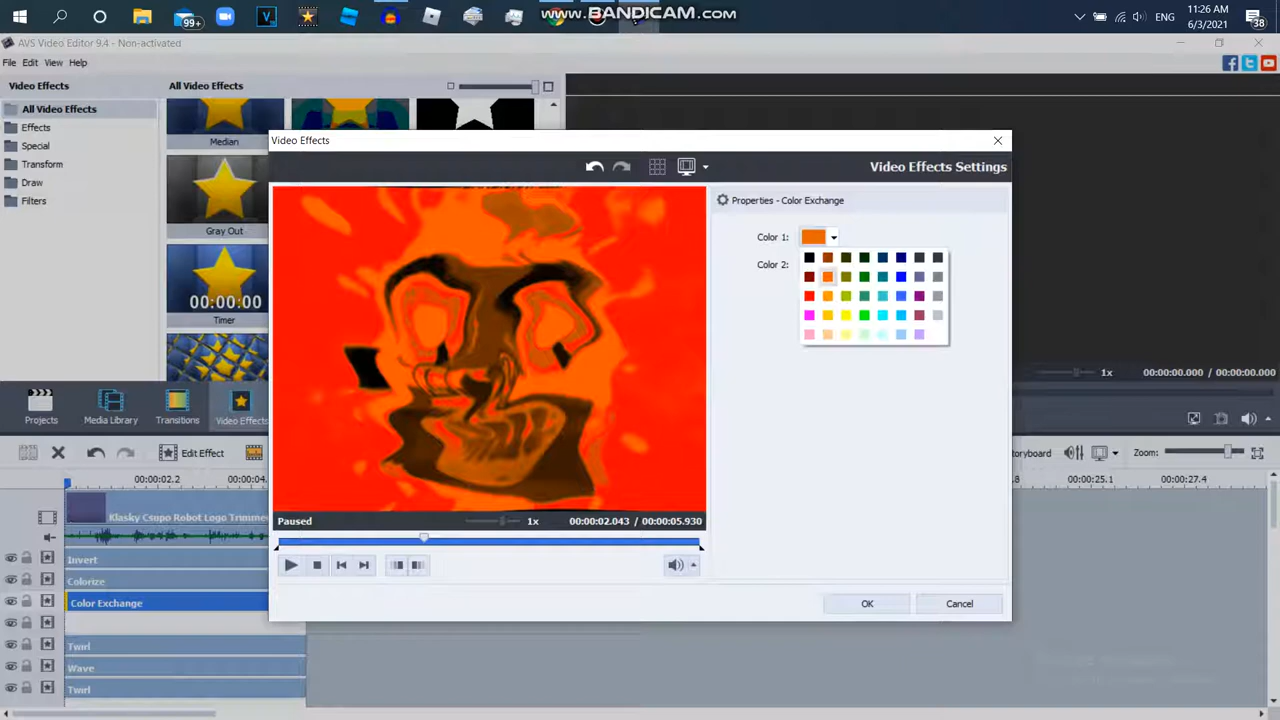 www.BANDICAM.com
99+
V
ENG
11:26 AM
6/3/2021
38
AVS Video Editor 9.4 - Non-activated
File Edit View Help
Video Effects
All Video Effects
All Video Effects
Effects
Special
Transform
Draw
Filters
Median
Gray Out
00:00:00
Timer
Video Effects
Video Effects Settings
Properties - Color Exchange
Color 1:
Color 2:
Paused
1x
00:00:02.043 / 00:00:05.930
OK
Cancel
1x
00:00:00.000 / 00:00:00.000
Projects
Media Library
Transitions
Video Effects
Edit Effect
Storyboard
Zoom:
00:00:02.2
00:00:04.
00:00:25.1
00:00:27.4
Klasky Csupo Robot Logo Trimme
Invert
Colorize
Color Exchange
Twirl
Wave
Twirl